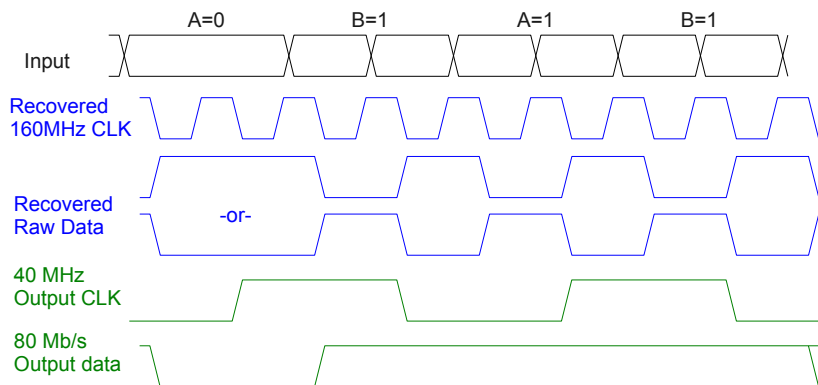 A=0 B=1 A=1 B=1
Input
Recovered
160MHz CLK
Recovered
Raw Data
-or-
40 MHz
Output CLK
80 Mb/s
Output data